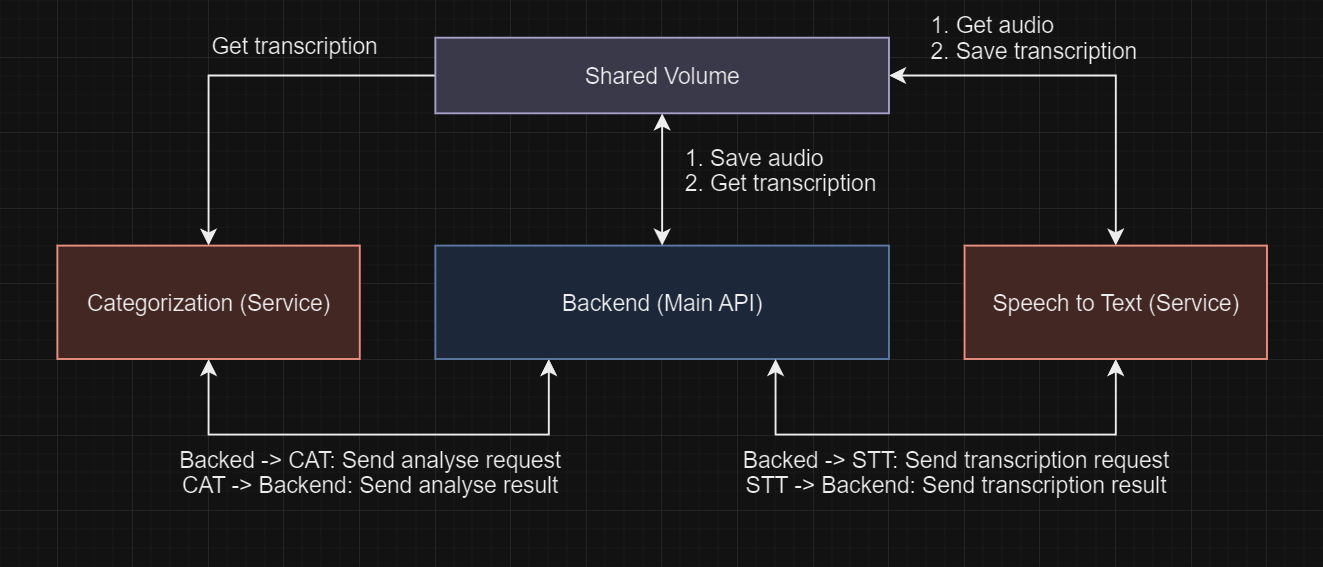 Get transcription
1. Get audio
2. Save transcription
Shared Volume
1. Save audio
2. Get transcription
Categorization (Service)
Backend (Main API)
Speech to Text (Service)
Backed -> CAT: Send analyse request
CAT -> Backend: Send analyse result
Backed -> STT: Send transcription request
STT -> Backend: Send transcription result